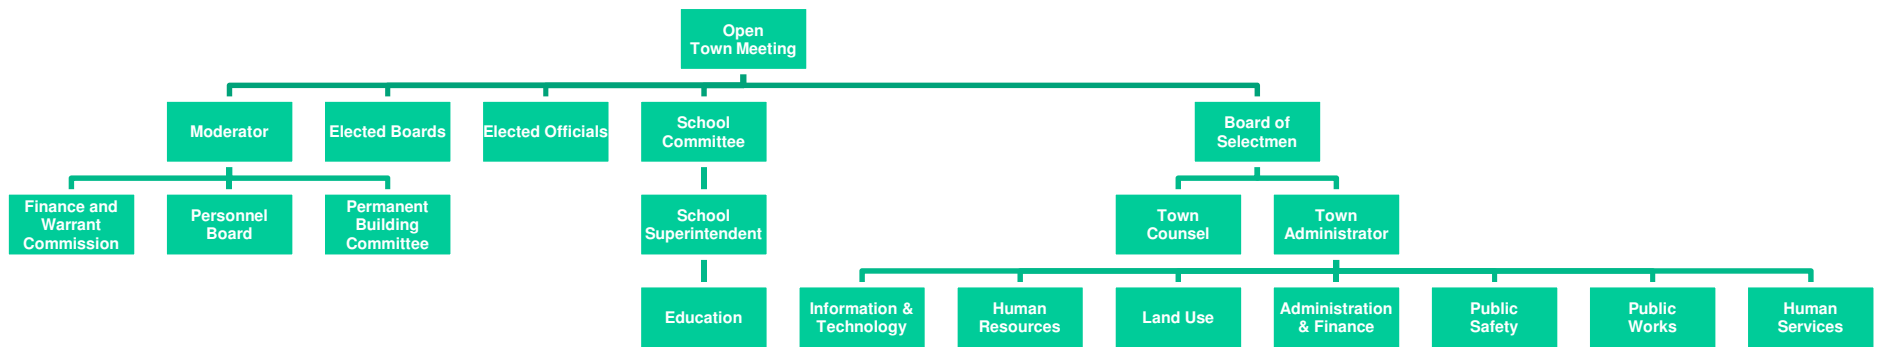 Open
Town Meeting
Moderator
Elected Boards
Elected Officials
School
Committee
Board of
Selectmen
Finance and
Warrant
Commission
Personnel
Board
Permanent
Building
Committee
School
Superintendent
Town
Counsel
Town
Administrator
Education
Information &
Technology
Human
Resources
Land Use
Administration
& Finance
Public
Safety
Public
Works
Human
Services